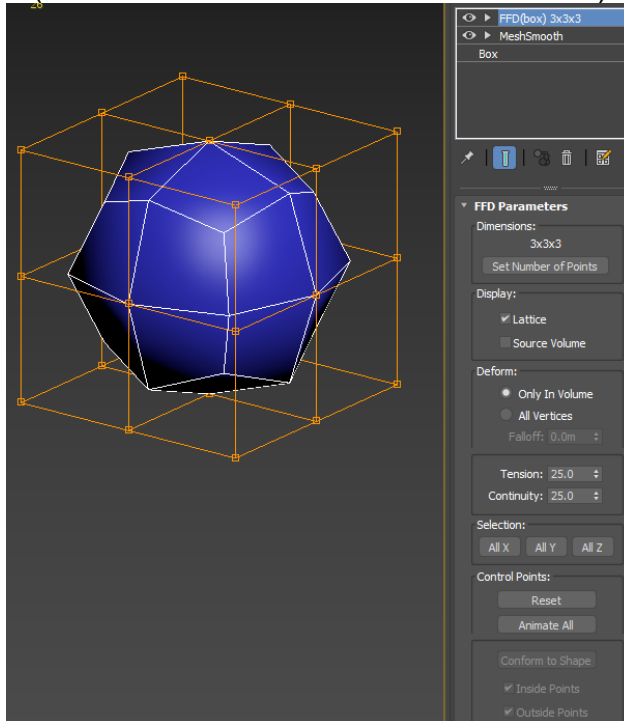 FFD(box) 3x3x3
MeshSmooth
Box
FFD Parameters
Dimensions:
3x3x3
Set Number of Points
Display:
Lattice
Source Volume
Deform:
Only In Volume
All Vertices
Falloff: 0.0m
Tension: 25.0
Continuity: 25.0
Selection:
All X All Y All Z
Control Points:
Reset
Animate All
Conform to Shape
Inside Points
Outside Points